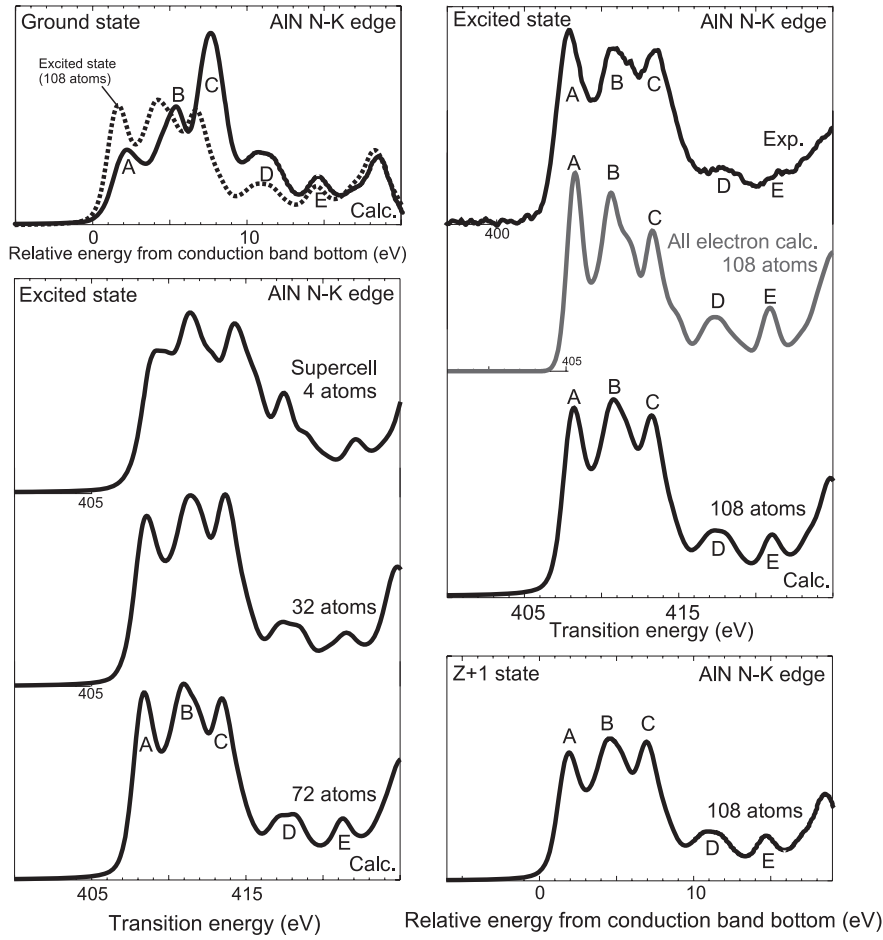 Ground state AlN N-K edge
Excited state
(108 atoms)
A
B
C
D
E
Calc.
0 10
Relative energy from conduction band bottom (eV)
Excited state AlN N-K edge
Supercell
4 atoms
405
32 atoms
405
A
B
C
72 atoms
D
E
Calc.
405 415
Transition energy (eV)
Excited state AlN N-K edge
A
B
C
Exp.
D
E
400
A
B
C
All electron calc.
108 atoms
D
E
405
A
B
C
108 atoms
D
E
Calc.
405 415
Transition energy (eV)
Z+1 state AlN N-K edge
A
B
C
108 atoms
D
E
0 10
Relative energy from conduction band bottom (eV)